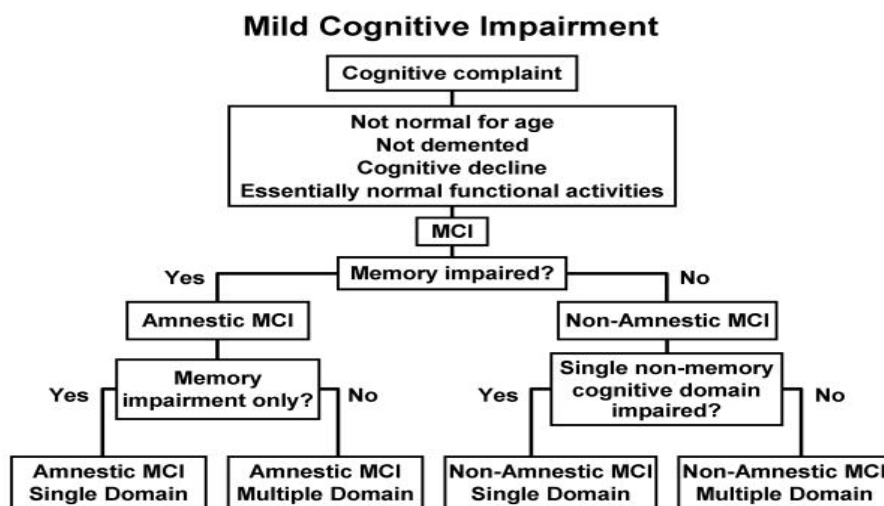 Mild Cognitive Impairment
Cognitive complaint
Not normal for age
Not demented
Cognitive decline
Essentially normal functional activities
MCI
Yes
Memory impaired?
No
Amnestic MCI
Non-Amnestic MCI
Yes
Memory
impairment only?
No
Yes
Single non-memory
cognitive domain
impaired?
No
Amnestic MCI
Single Domain
Amnestic MCI
Multiple Domain
Non-Amnestic MCI
Single Domain
Non-Amnestic MCI
Multiple Domain